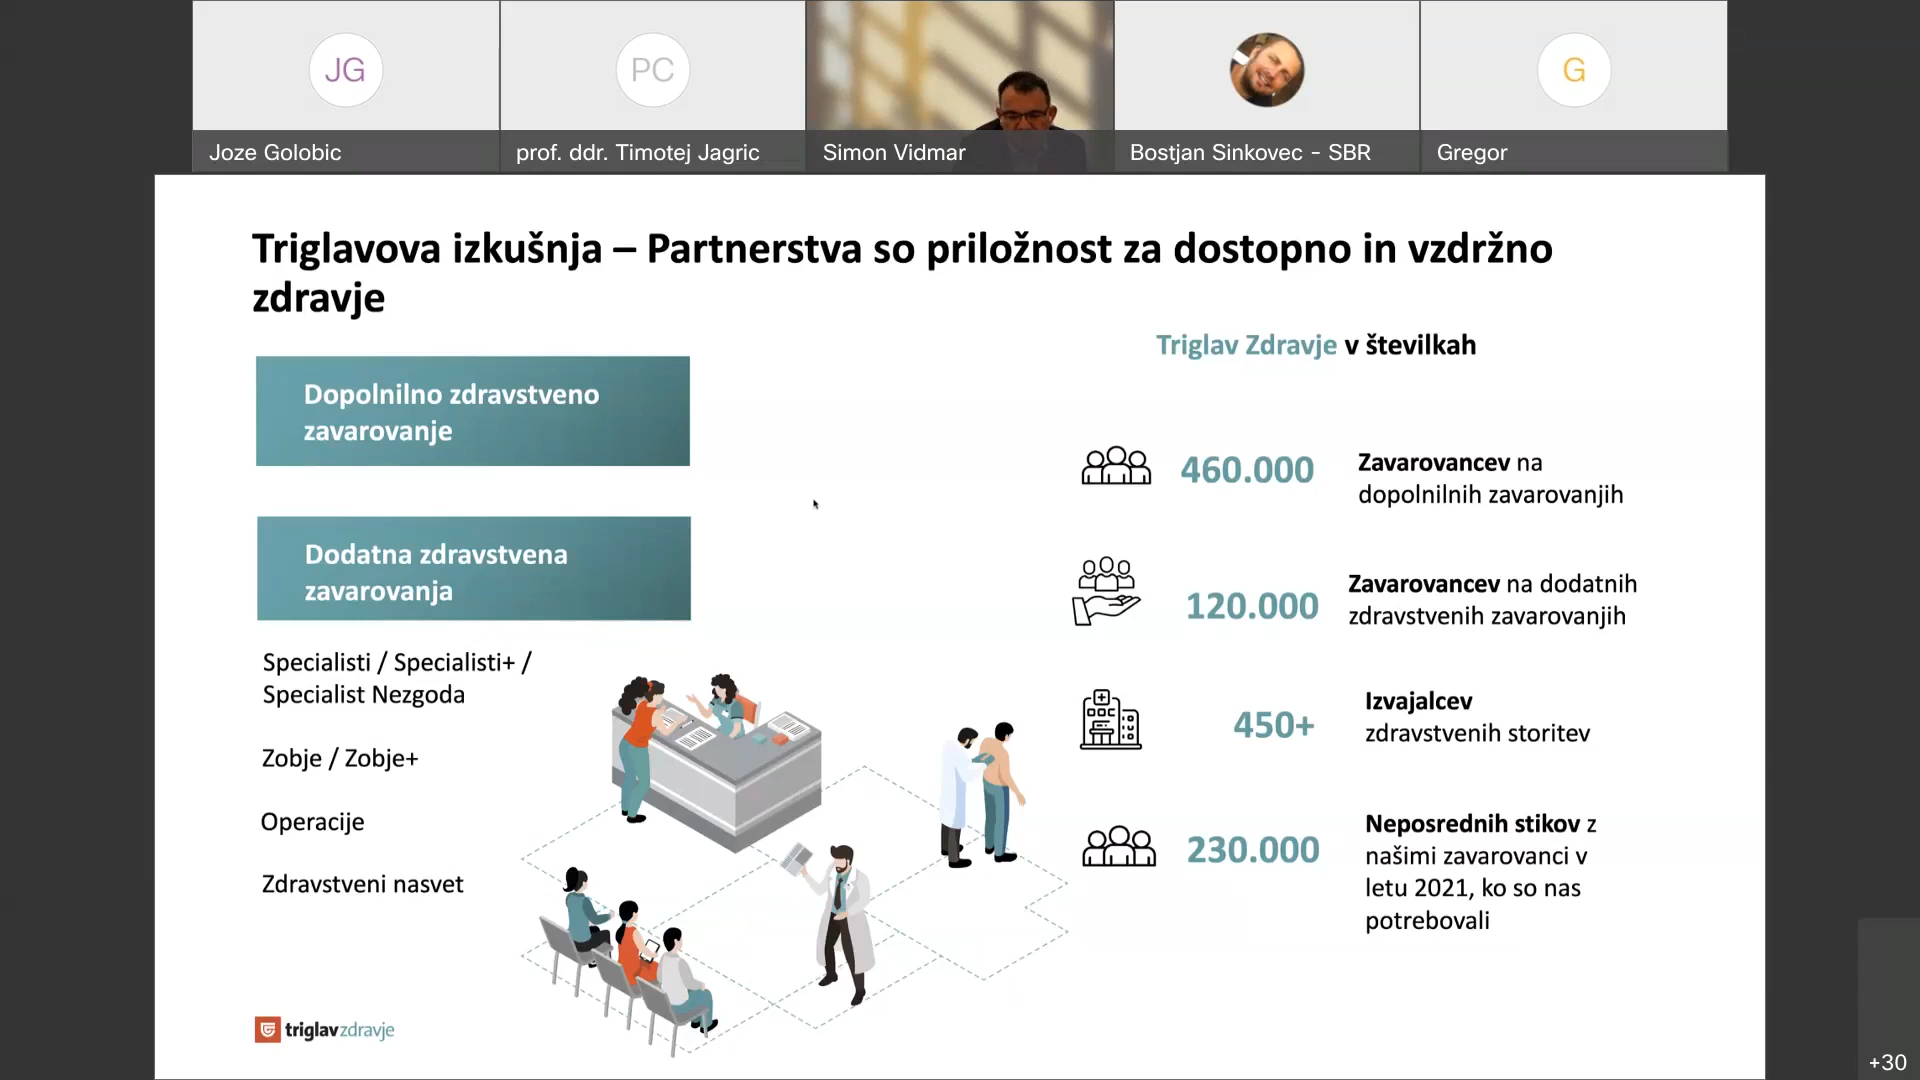 JG
PC
G
Joze Golobic
prof. ddr. Timotej Jagric
Simon Vidmar
Bostjan Sinkovec - SBR
Gregor
Triglavova izkušnja – Partnerstva so priložnost za dostopno in vzdržno
zdravje
Dopolnilno zdravstveno
zavarovanje
Dodatna zdravstvena
zavarovanja
Specialisti / Specialisti+ /
Specialist Nezgoda
Zobje / Zobje+
Operacije
Zdravstveni nasvet
Triglav Zdravje v številkah
460.000
Zavarovancev na
dopolnilnih zavarovanjih
120.000
Zavarovancev na dodatnih
zdravstvenih zavarovanjih
450+
Izvajalcev
zdravstvenih storitev
230.000
Neposrednih stikov z
našimi zavarovanci v
letu 2021, ko so nas
potrebovali
triglavzdravje
+30